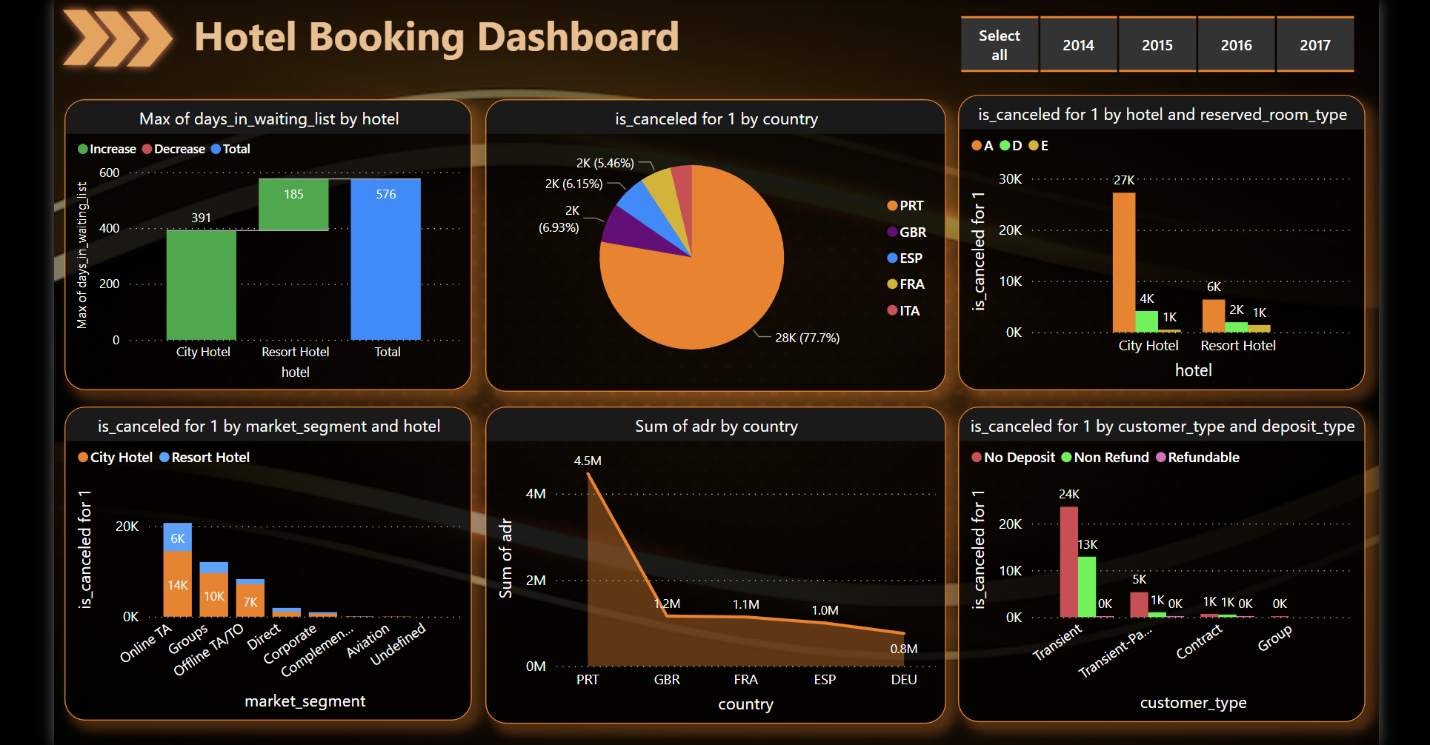 Hotel Booking Dashboard
Select all
2014
2015
2016
2017
Max of days_in_waiting_list by hotel
Increase Decrease Total
Max of days_in_waiting_list
600
400
200
0
391
185
576
City Hotel
Resort Hotel
Total
hotel
is_canceled for 1 by country
2K (5.46%)
2K (6.15%)
2K
(6.93%)
28K (77.7%)
PRT
GBR
ESP
FRA
ITA
is_canceled for 1 by hotel and reserved_room_type
A D E
is_canceled for 1
30K
20K
10K
0K
27K
4K
1K
6K
2K
1K
City Hotel
Resort Hotel
hotel
is_canceled for 1 by market_segment and hotel
City Hotel Resort Hotel
is_canceled for 1
20K
0K
6K
14K
10K
7K
Online TA
Groups
Offline TA/TO
Direct
Corporate
Complemen...
Aviation
Undefined
market_segment
Sum of adr by country
Sum of adr
4M
2M
0M
4.5M
1.2M
1.1M
1.0M
0.8M
PRT
GBR
FRA
ESP
DEU
country
is_canceled for 1 by customer_type and deposit_type
No Deposit Non Refund Refundable
is_canceled for 1
20K
10K
0K
24K
13K
0K
5K
1K
0K
1K
1K
0K
0K
Transient
Transient-Pa...
Contract
Group
customer_type